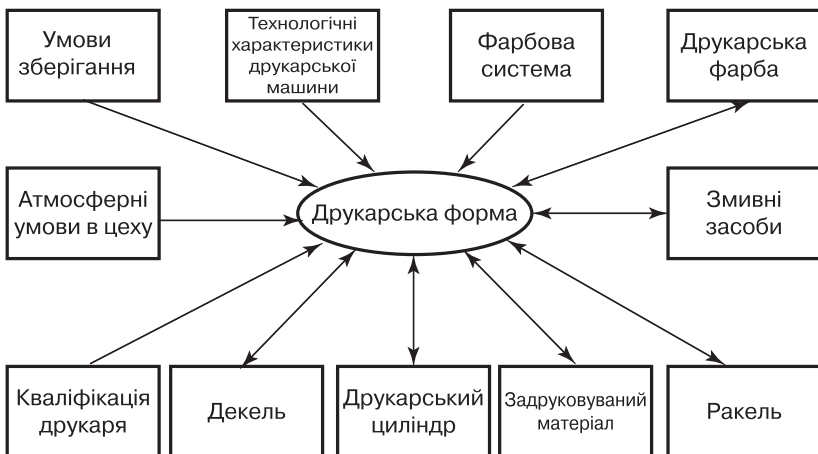 Умови
зберігання
Технологічні
характеристики
друкарської
машини
Фарбова
система
Друкарська
фарба
Атмосферні
умови в цеху
Друкарська форма
Змивні
засоби
Кваліфікація
друкаря
Декель
Друкарський
циліндр
Задруковуваний
матеріал
Ракель